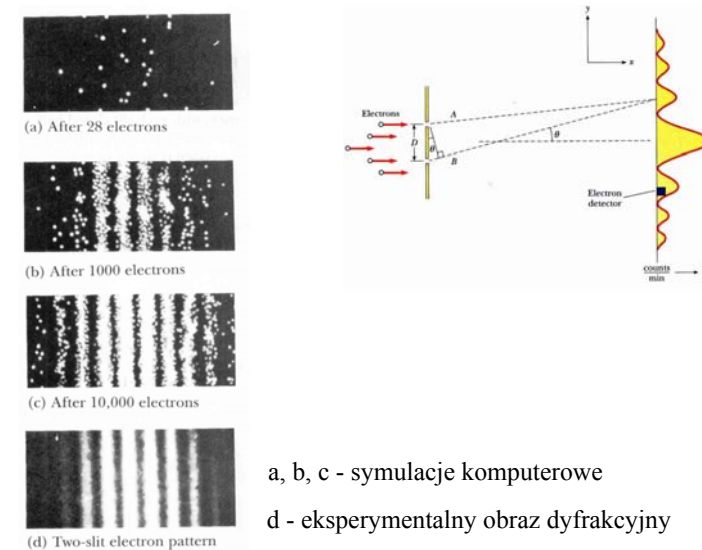 (a) After 28 electrons
(b) After 1000 electrons
(c) After 10,000 electrons
(d) Two-slit electron pattern
y
x
Electrons
A
D
θ
θ
B
Electron
detector
counts
min
a, b, c - symulacje komputerowe
d - eksperymentalny obraz dyfrakcyjny